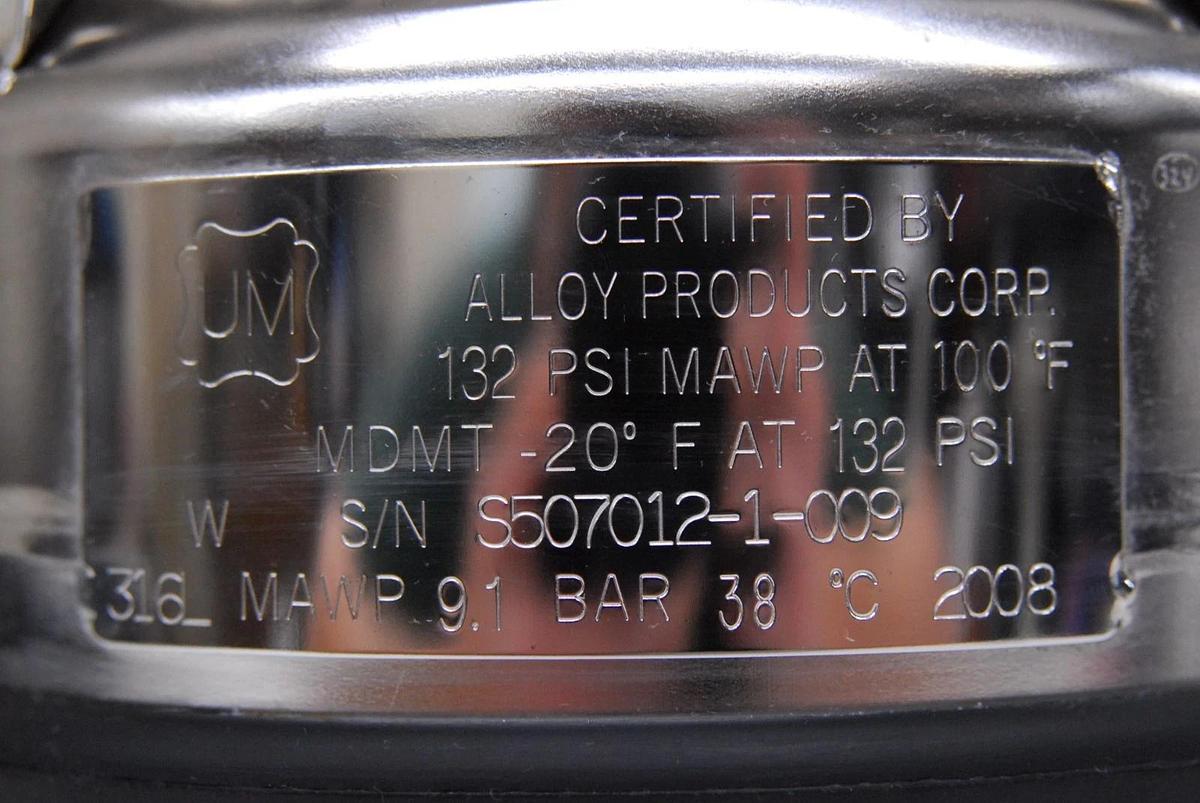 UM
CERTIFIED BY
ALLOY PRODUCTS CORP.
132 PSI MAWP AT 100 °F
MDMT -20° F AT 132 PSI
W S/N S507012-1-009
316L MAWP 9.1 BAR 38 °C 2008